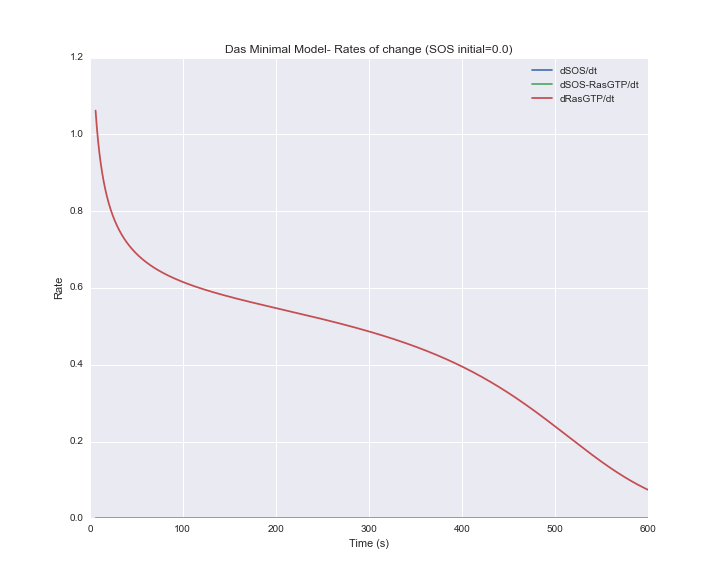 Das Minimal Model- Rates of change (SOS initial=0.0)
1.2
1.0
0.8
0.6
0.4
0.2
0.0
Rate
dSOS/dt
dSOS-RasGTP/dt
dRasGTP/dt
0 100 200 300 400 500 600
Time (s)